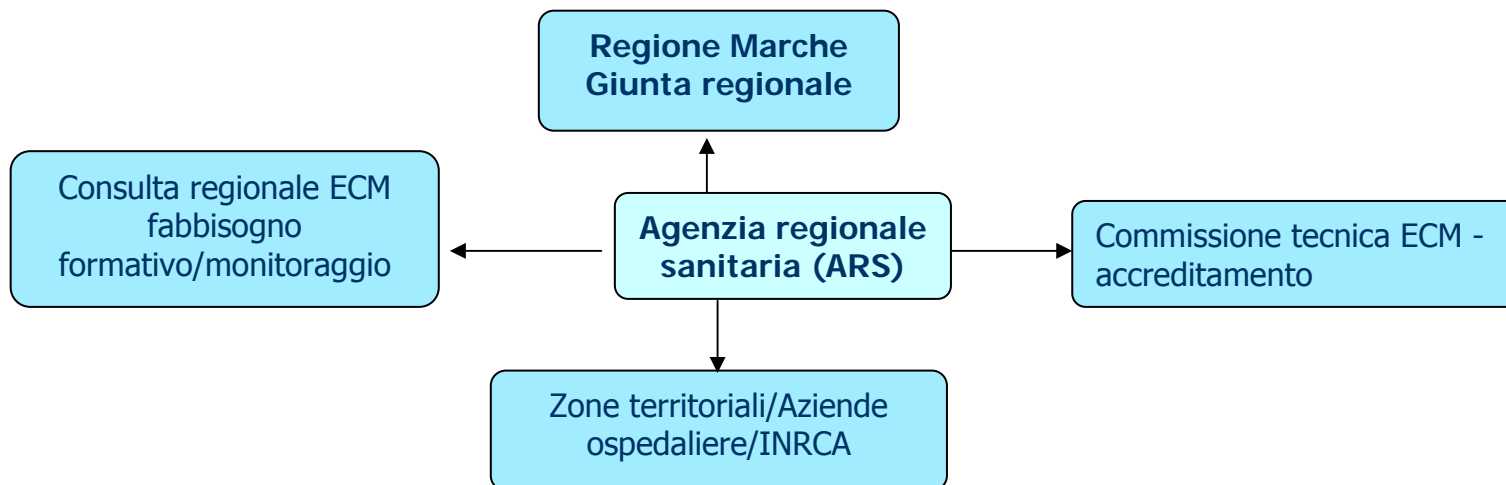 Regione Marche
Giunta regionale
Consulta regionale ECM
fabbisogno
formativo/monitoraggio
Agenzia regionale
sanitaria (ARS)
Commissione tecnica ECM -
accreditamento
Zone territoriali/Aziende
ospedaliere/INRCA